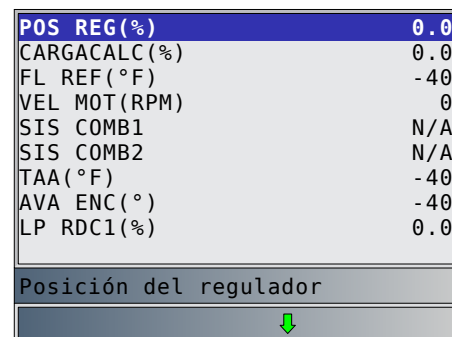 POS REG(%) 0.0
CARGACALC(%) 0.0
FL REF(°F) -40
VEL MOT(RPM) 0
SIS COMB1 N/A
SIS COMB2 N/A
TAA(°F) -40
AVA ENC(°) -40
LP RDC1(%) 0.0
Posición del regulador